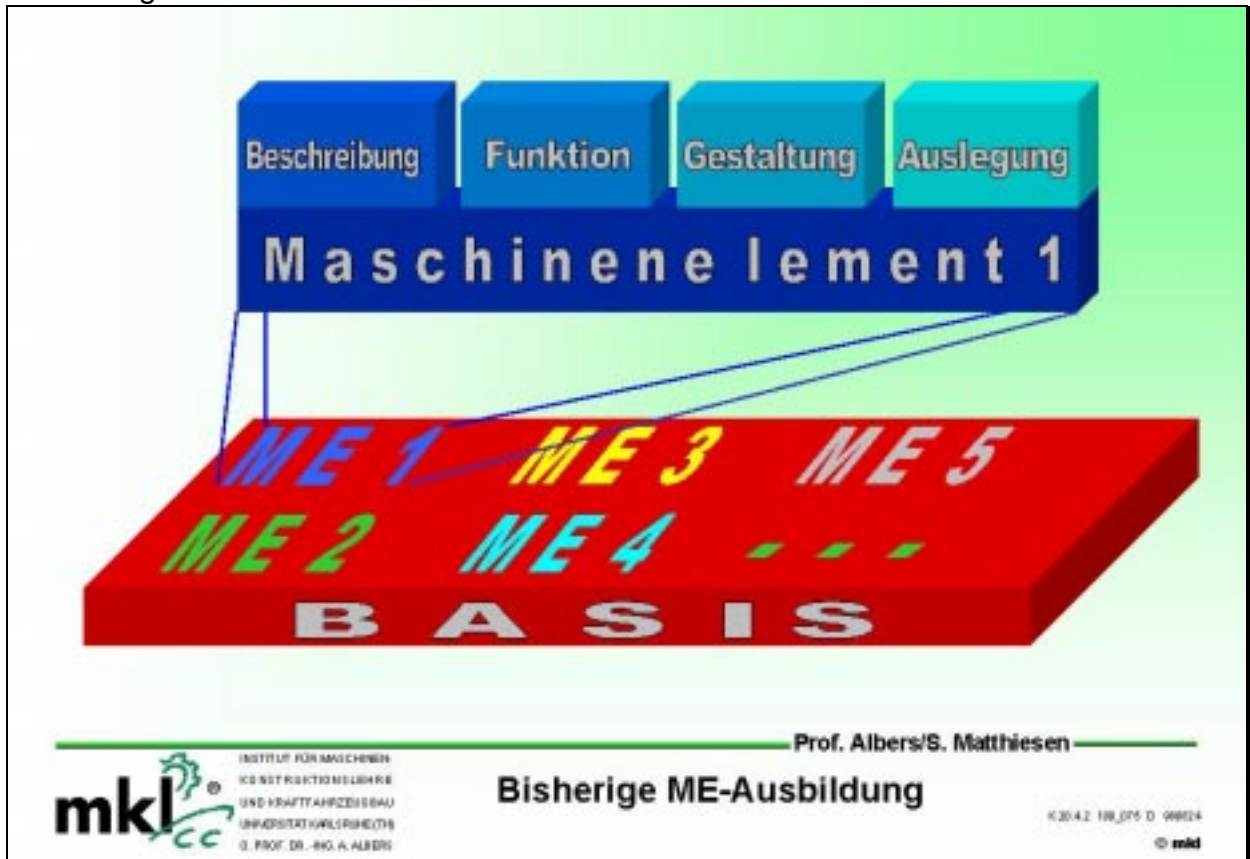 Beschreibung Funktion Gestaltung Auslegung
Maschinenelement 1
ME 1 ME 3 ME 5
ME 2 ME 4 - - -
BASIS
Prof. Albers/S. Matthiesen
mkl
®
CC
INSTITUT FÜR MASCHINEN-
KONSTRUKTIONSLEHRE
UND KRAFTFAHRZEUGBAU
UNIVERSITÄT KARLSRUHE(TH)
O. PROF. DR. -ING. A. ALBERS
Bisherige ME-Ausbildung
© mkl